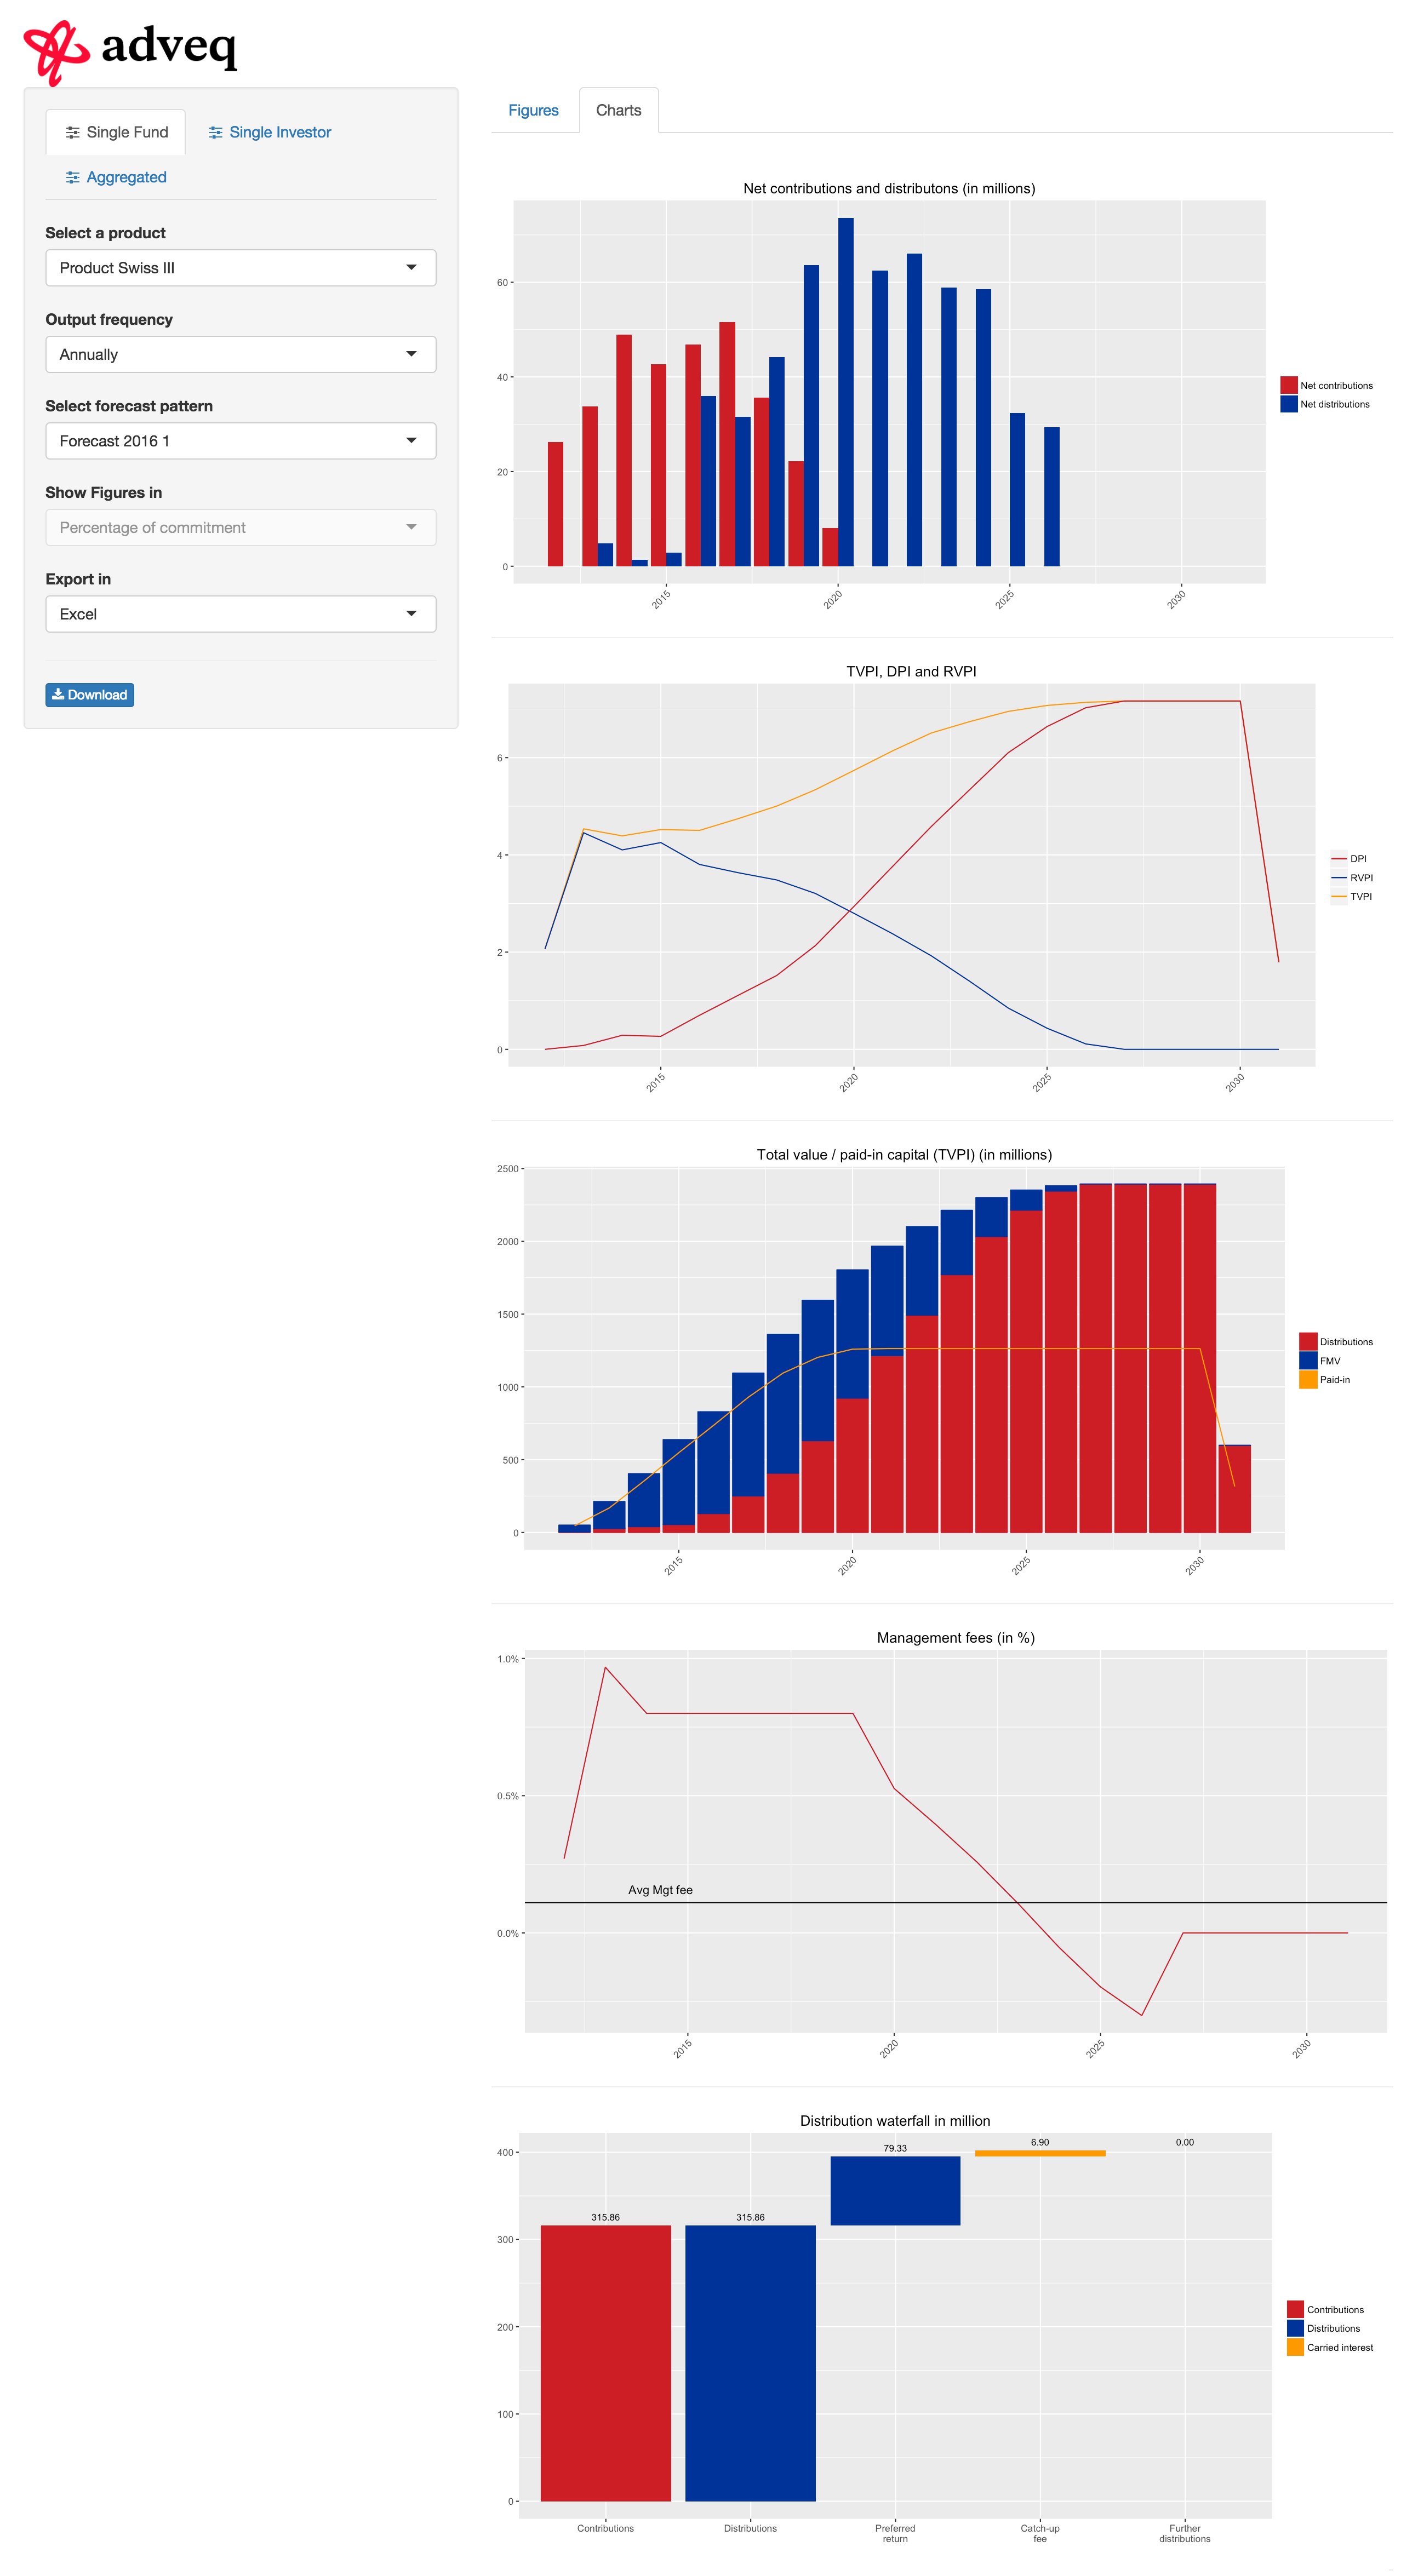 adveq
Single Fund
Single Investor
Aggregated
Select a product
Product Swiss III
Output frequency
Annually
Select forecast pattern
Forecast 2016 1
Show Figures in
Percentage of commitment
Export in
Excel
Download
Figures
Charts
Net contributions and distributons (in millions)
60
40
20
0
2015
2020
2025
2030
Net contributions
Net distributions
TVPI, DPI and RVPI
6
4
2
0
2015
2020
2025
2030
DPI
RVPI
TVPI
Total value / paid-in capital (TVPI) (in millions)
2500
2000
1500
1000
500
0
2015
2020
2025
2030
Distributions
FMV
Paid-in
Management fees (in %)
1.0%
0.5%
0.0%
Avg Mgt fee
2015
2020
2025
2030
Distribution waterfall in million
400
300
200
100
0
315.86
315.86
79.33
6.90
0.00
Contributions
Distributions
Preferred
return
Catch-up
fee
Further
distributions
Contributions
Distributions
Carried interest